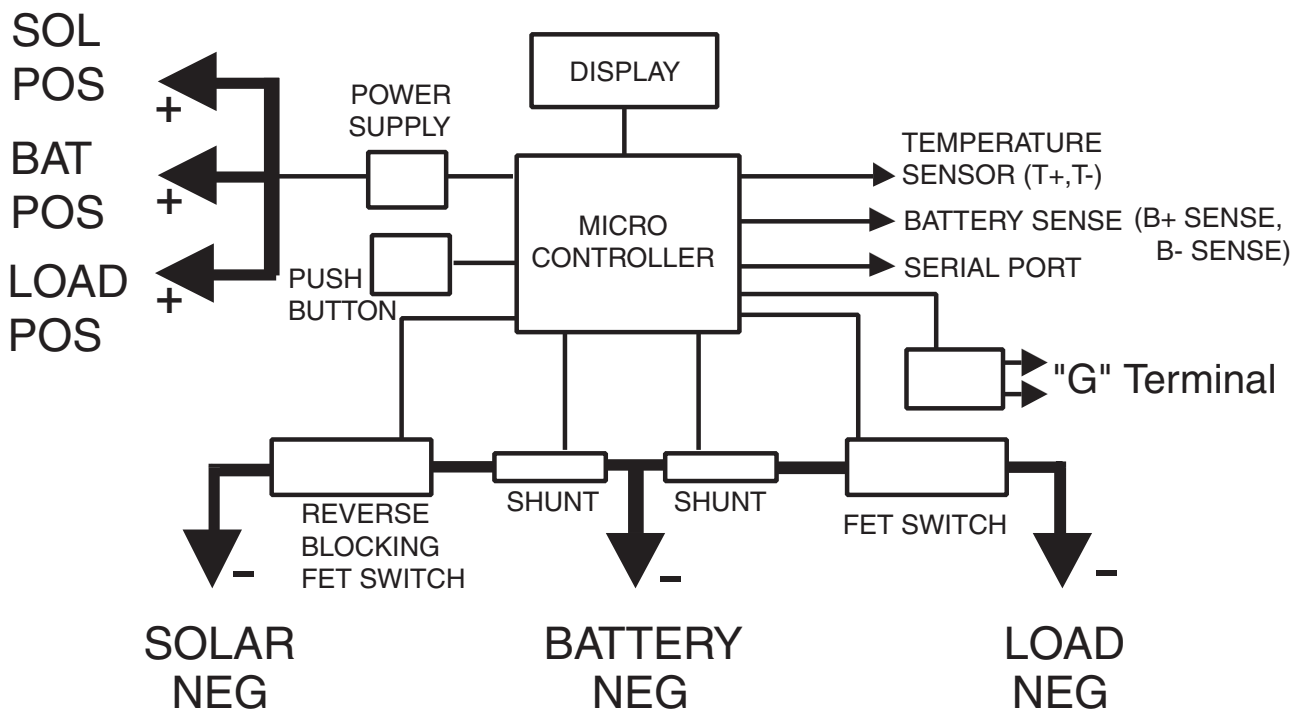 SOL
POS
+
BAT
POS
+
LOAD
POS
+
POWER
SUPPLY
DISPLAY
MICRO
CONTROLLER
PUSH
BUTTON
TEMPERATURE
SENSOR (T+,T-)
BATTERY SENSE (B+ SENSE,
B- SENSE)
SERIAL PORT
"G" Terminal
REVERSE
BLOCKING
FET SWITCH
SHUNT
SHUNT
FET SWITCH
-
-
-
SOLAR
NEG
BATTERY
NEG
LOAD
NEG